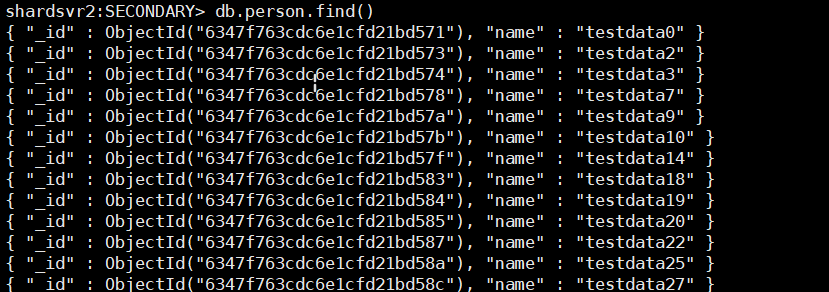 shardsvr2:SECONDARY> db.person.find()
{ "_id" : ObjectId("6347f763cdc6e1cfd21bd571"), "name" : "testdata0" }
{ "_id" : ObjectId("6347f763cdc6e1cfd21bd573"), "name" : "testdata2" }
{ "_id" : ObjectId("6347f763cdc6e1cfd21bd574"), "name" : "testdata3" }
{ "_id" : ObjectId("6347f763cdc6e1cfd21bd578"), "name" : "testdata7" }
{ "_id" : ObjectId("6347f763cdc6e1cfd21bd57a"), "name" : "testdata9" }
{ "_id" : ObjectId("6347f763cdc6e1cfd21bd57b"), "name" : "testdata10" }
{ "_id" : ObjectId("6347f763cdc6e1cfd21bd57f"), "name" : "testdata14" }
{ "_id" : ObjectId("6347f763cdc6e1cfd21bd583"), "name" : "testdata18" }
{ "_id" : ObjectId("6347f763cdc6e1cfd21bd584"), "name" : "testdata19" }
{ "_id" : ObjectId("6347f763cdc6e1cfd21bd585"), "name" : "testdata20" }
{ "_id" : ObjectId("6347f763cdc6e1cfd21bd587"), "name" : "testdata22" }
{ "_id" : ObjectId("6347f763cdc6e1cfd21bd58a"), "name" : "testdata25" }
{ "_id" : ObjectId("6347f763cdc6e1cfd21bd58c"), "name" : "testdata27" }